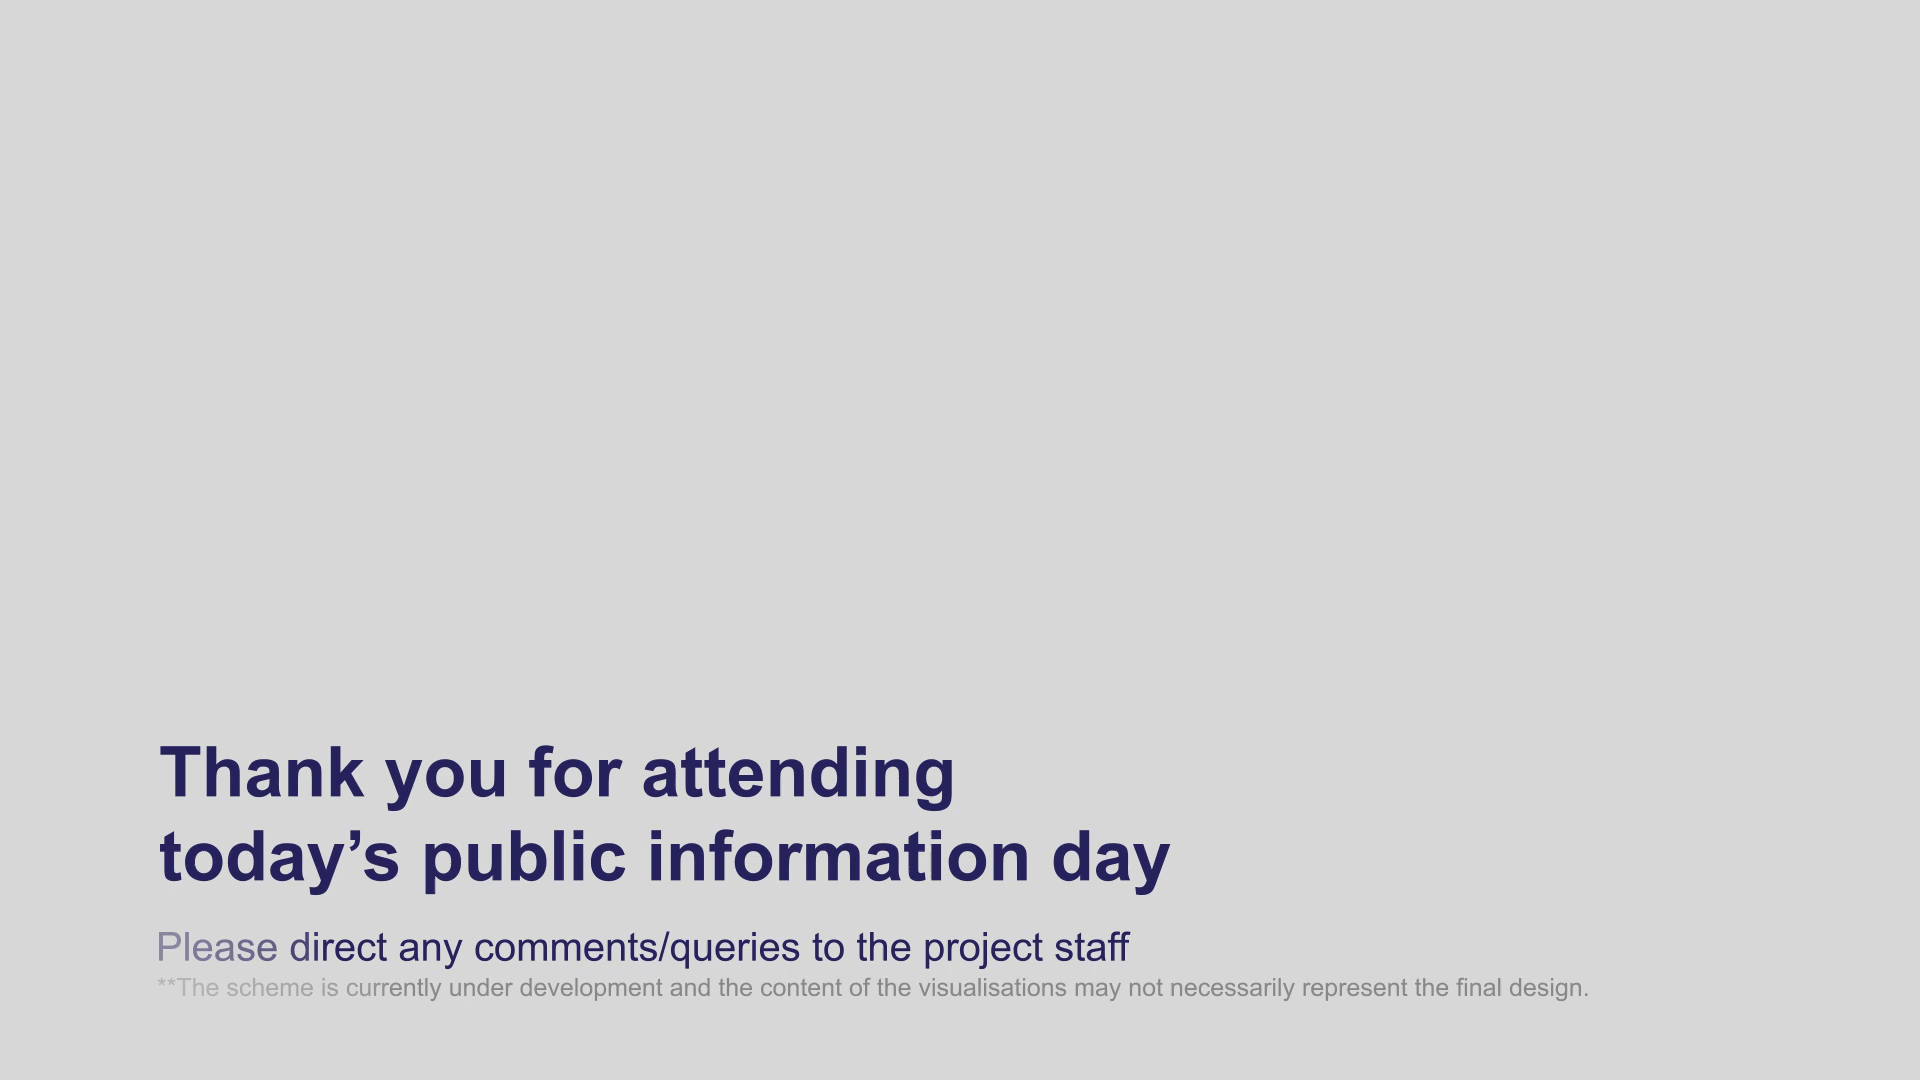 Thank you for attending
today’s public information day
Please direct any comments/queries to the project staff
**The scheme is currently under development and the content of the visualisations may not necessarily represent the final design.